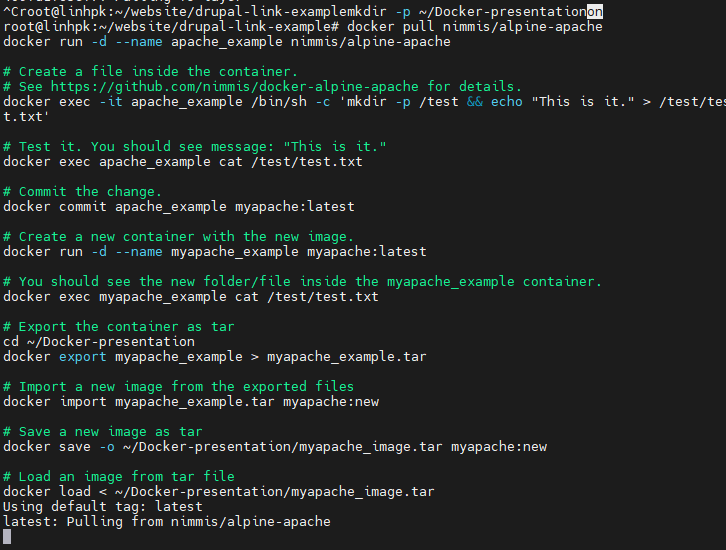 ^Croot@linhpk:~/website/drupal-link-examplemkdir -p ~/Docker-presentationon
root@linhpk:~/website/drupal-link-example# docker pull nimmis/alpine-apache
docker run -d --name apache_example nimmis/alpine-apache
# Create a file inside the container.
# See https://github.com/nimmis/docker-alpine-apache for details.
docker exec -it apache_example /bin/sh -c 'mkdir -p /test && echo "This is it." > /test/tes
t.txt'
# Test it. You should see message: "This is it."
docker exec apache_example cat /test/test.txt
# Commit the change.
docker commit apache_example myapache:latest
# Create a new container with the new image.
docker run -d --name myapache_example myapache:latest
# You should see the new folder/file inside the myapache_example container.
docker exec myapache_example cat /test/test.txt
# Export the container as tar
cd ~/Docker-presentation
docker export myapache_example > myapache_example.tar
# Import a new image from the exported files
docker import myapache_example.tar myapache:new
# Save a new image as tar
docker save -o ~/Docker-presentation/myapache_image.tar myapache:new
# Load an image from tar file
docker load < ~/Docker-presentation/myapache_image.tar
Using default tag: latest
latest: Pulling from nimmis/alpine-apache